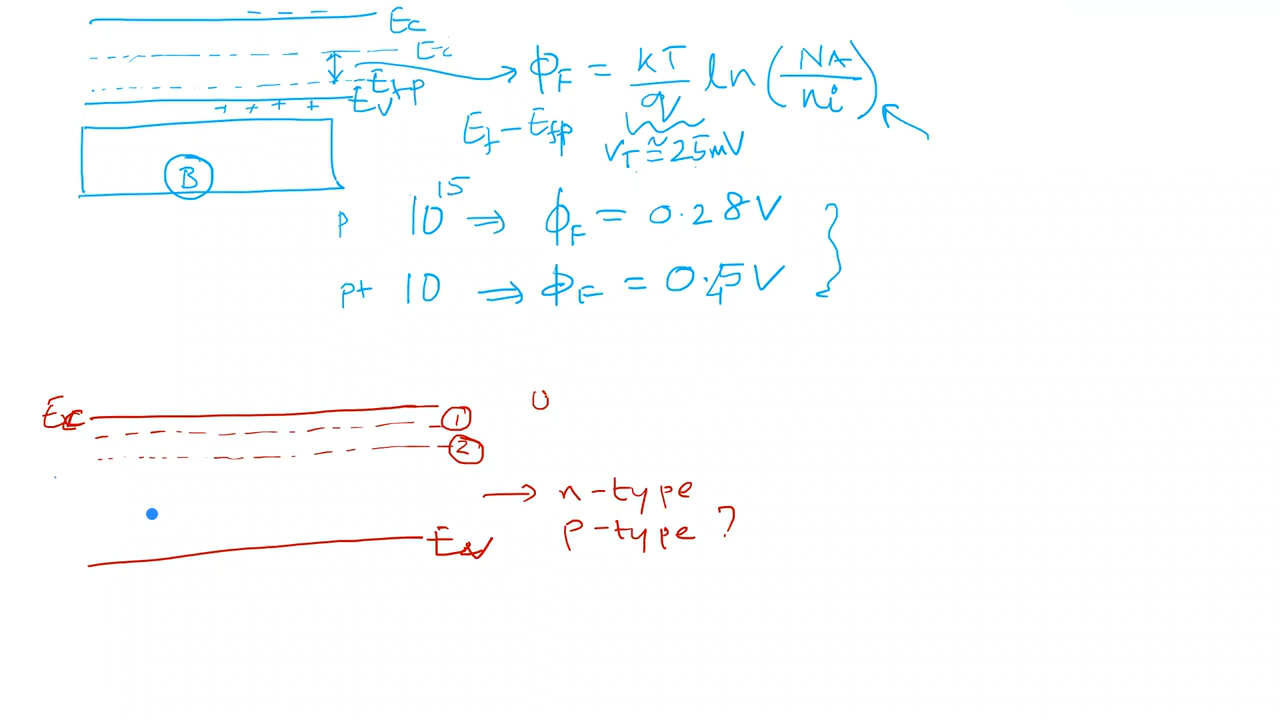 Ec
Ei
Efp
Ev
ϕF = kT/q ln(NA/ni)
Ef - Efp
VT ≅ 25mV
B
p 10^15 ⇒ ϕF = 0.28V
p+ 10 ⇒ ϕF = 0.45V
Ec
1
2
U
→ n-type
p-type ?
Ev